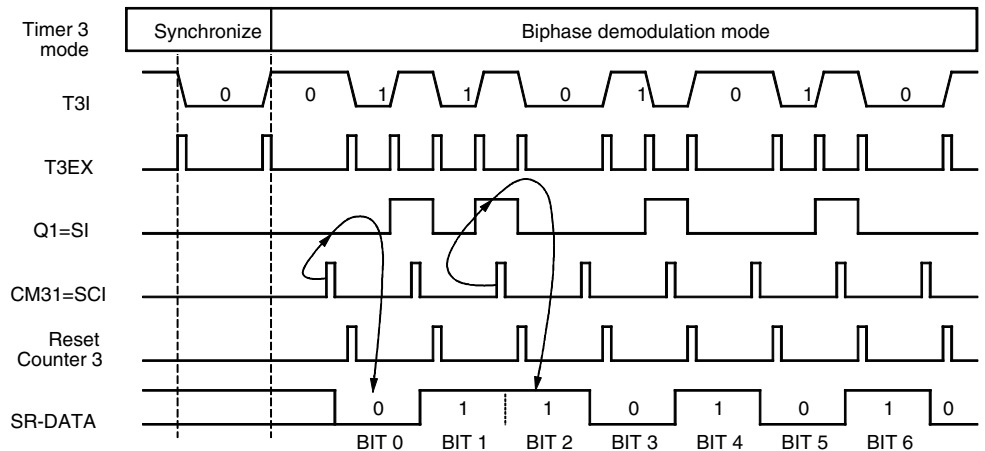 Timer 3 mode Synchronize Biphase demodulation mode
T3I 0 0 1 1 0 1 0 1 0
T3EX
Q1=SI
CM31=SCI
Reset Counter 3
SR-DATA 0 1 1 0 1 0 1 0
BIT 0 BIT 1 BIT 2 BIT 3 BIT 4 BIT 5 BIT 6